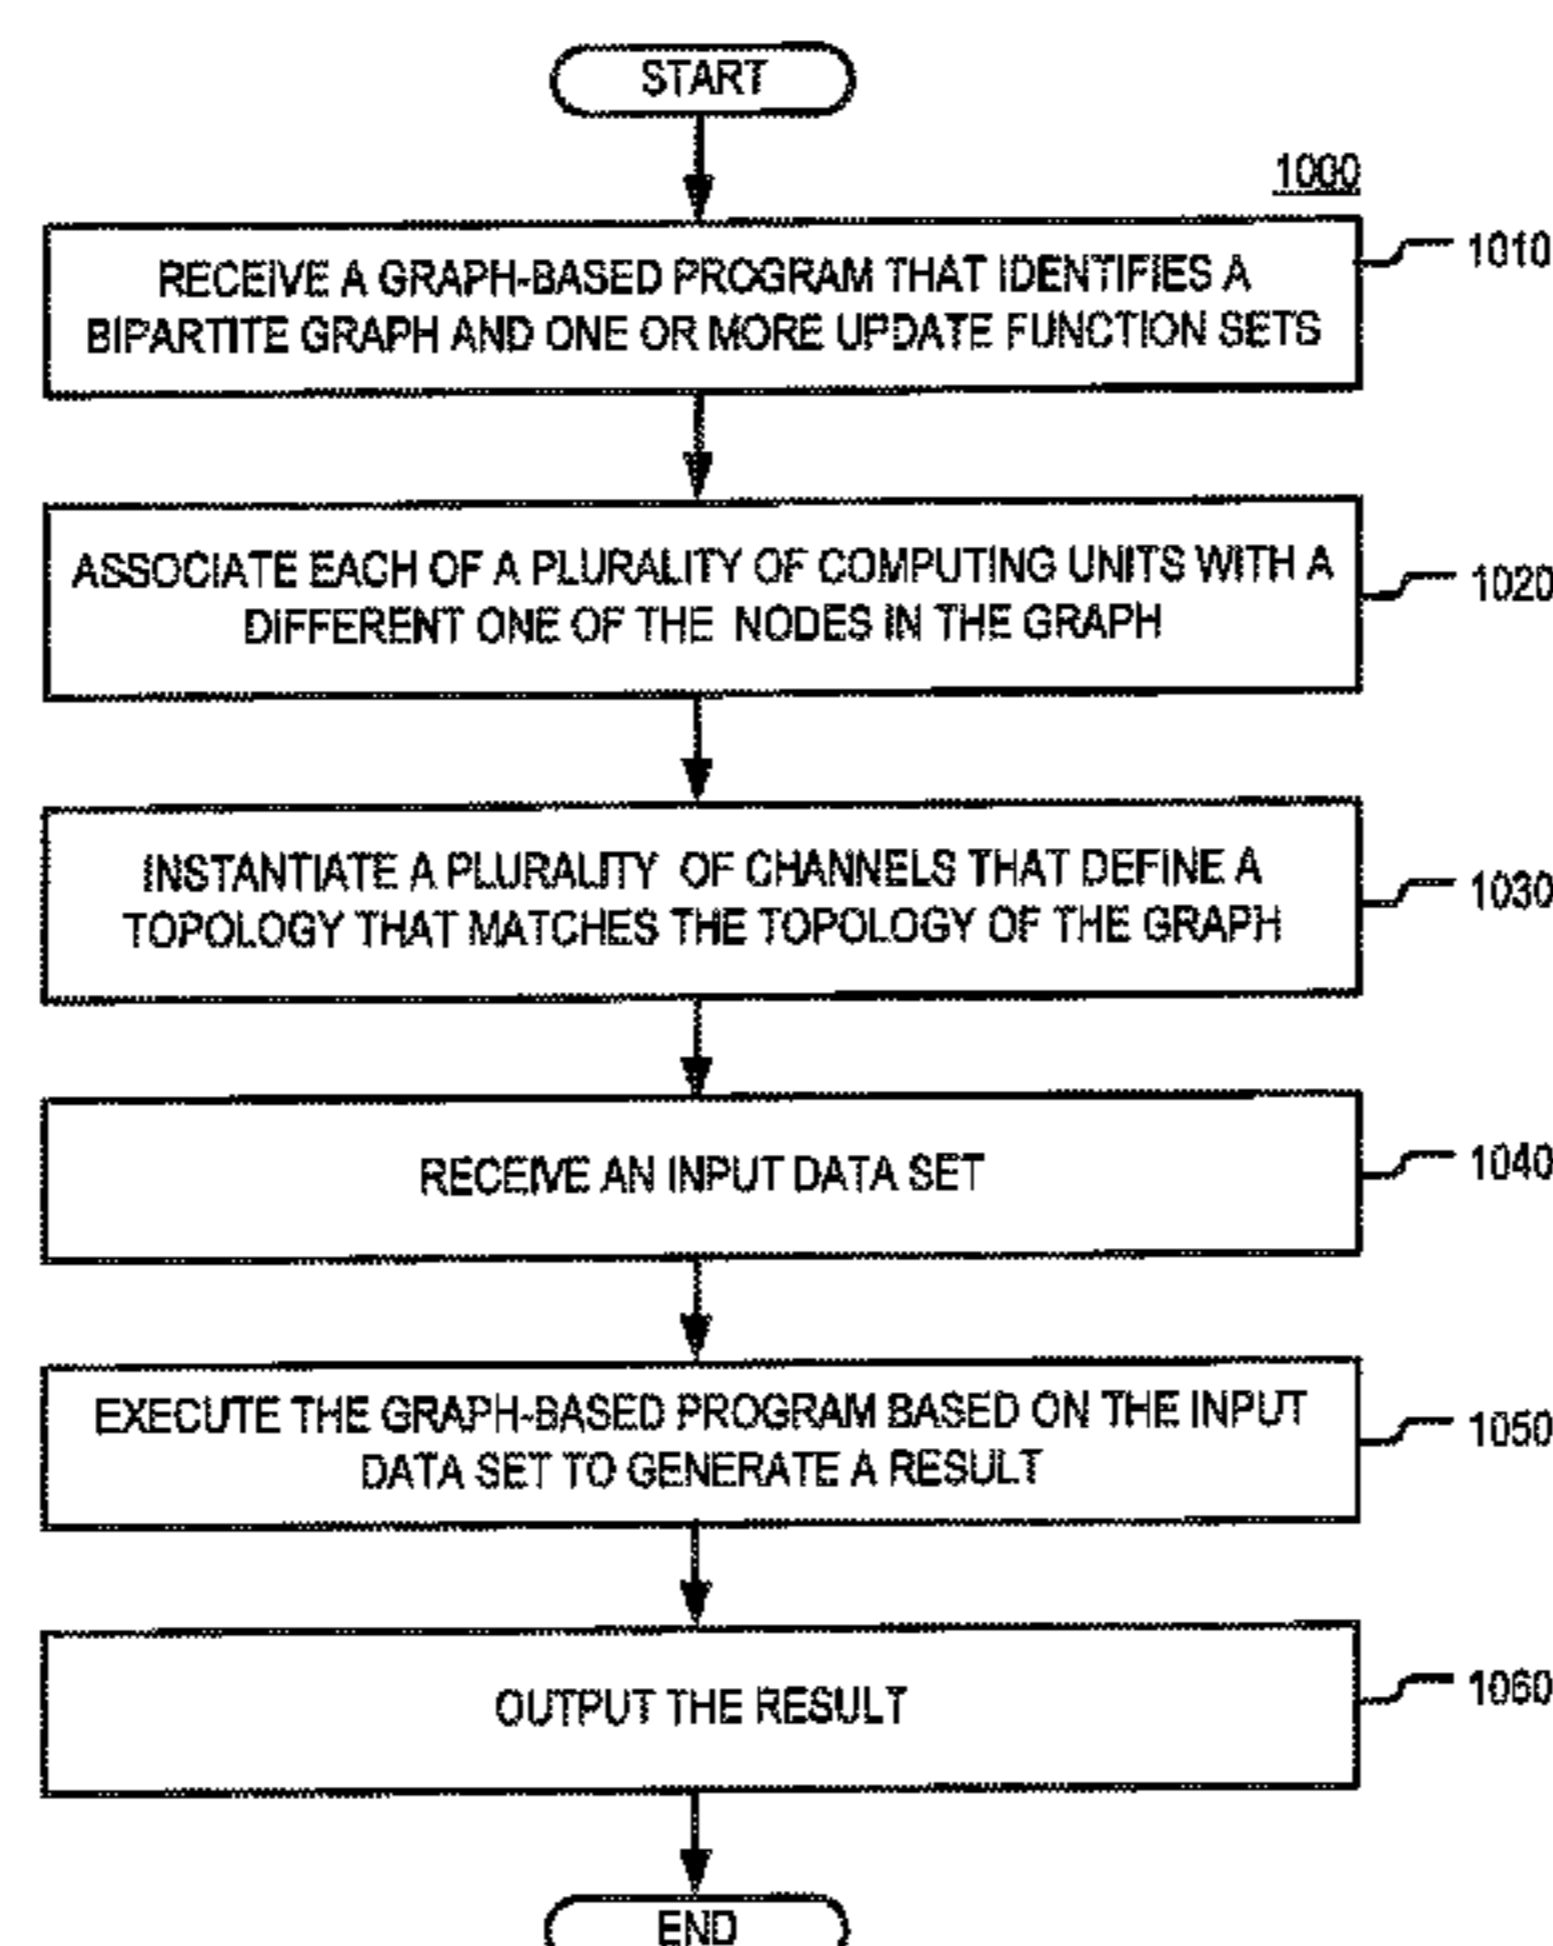 START
1000
RECEIVE A GRAPH-BASED PROGRAM THAT IDENTIFIES A
BIPARTITE GRAPH AND ONE OR MORE UPDATE FUNCTION SETS
1010
ASSOCIATE EACH OF A PLURALITY OF COMPUTING UNITS WITH A
DIFFERENT ONE OF THE NODES IN THE GRAPH
1020
INSTANTIATE A PLURALITY OF CHANNELS THAT DEFINE A
TOPOLOGY THAT MATCHES THE TOPOLOGY OF THE GRAPH
1030
RECEIVE AN INPUT DATA SET
1040
EXECUTE THE GRAPH-BASED PROGRAM BASED ON THE INPUT
DATA SET TO GENERATE A RESULT
1050
OUTPUT THE RESULT
1060
END